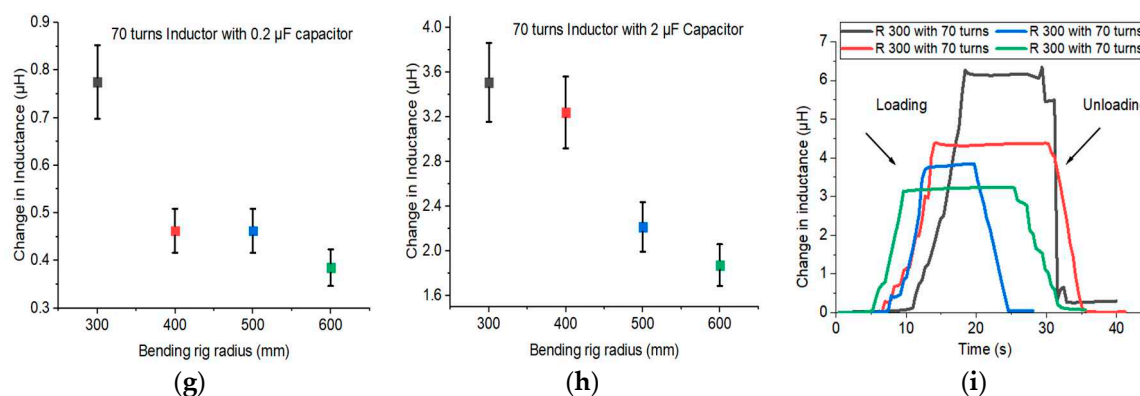 70 turns Inductor with 0.2 µF capacitor
Change in Inductance (µH)
0.9
0.8
0.7
0.6
0.5
0.4
0.3
300 400 500 600
Bending rig radius (mm)
(g)
70 turns Inductor with 2 µF Capacitor
Change in Inductance (µH)
4.0
3.6
3.2
2.8
2.4
2.0
1.6
300 400 500 600
Bending rig radius (mm)
(h)
R 300 with 70 turns R 300 with 70 turns
R 300 with 70 turns R 300 with 70 turns
Loading
Unloading
Change in inductance (µH)
7
6
5
4
3
2
1
0
0 10 20 30 40
Time (s)
(i)